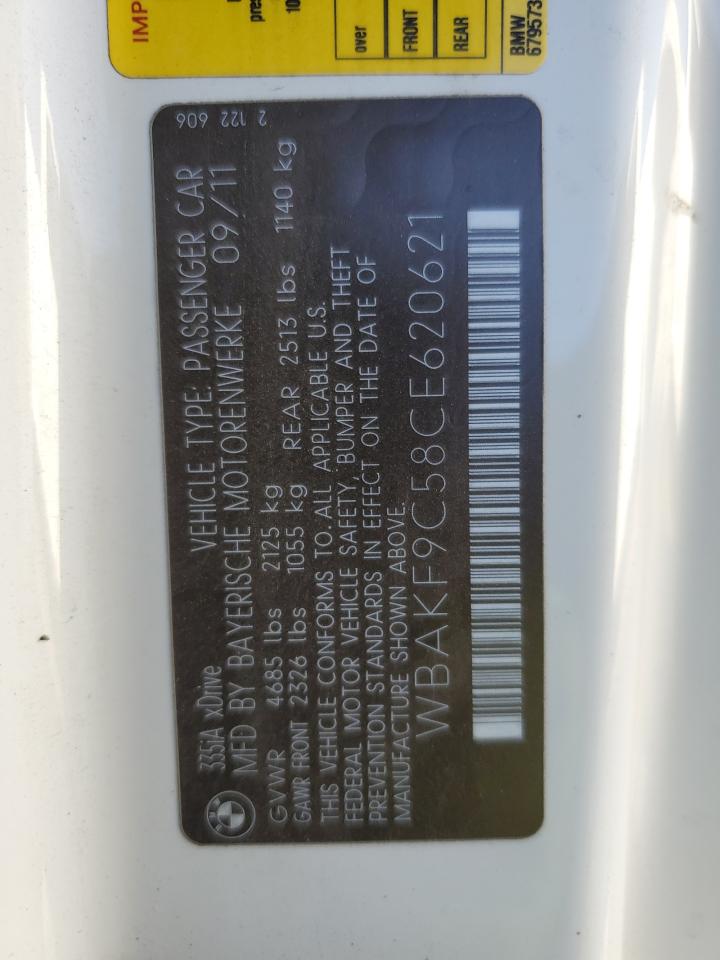 IMP
pres
10
over
FRONT
REAR
BMW
679573
2 122 606
335iA xDrive VEHICLE TYPE: PASSENGER CAR
MFD BY BAYERISCHE MOTORENWERKE 09/11
GVWR 4685 lbs 2125 kg
GAWR FRONT 2326 lbs 1055 kg REAR 2513 lbs 1140 kg
THIS VEHICLE CONFORMS TO ALL APPLICABLE U.S.
FEDERAL MOTOR VEHICLE SAFETY, BUMPER AND THEFT
PREVENTION STANDARDS IN EFFECT ON THE DATE OF
MANUFACTURE SHOWN ABOVE.
WBAKF9C58CE620621